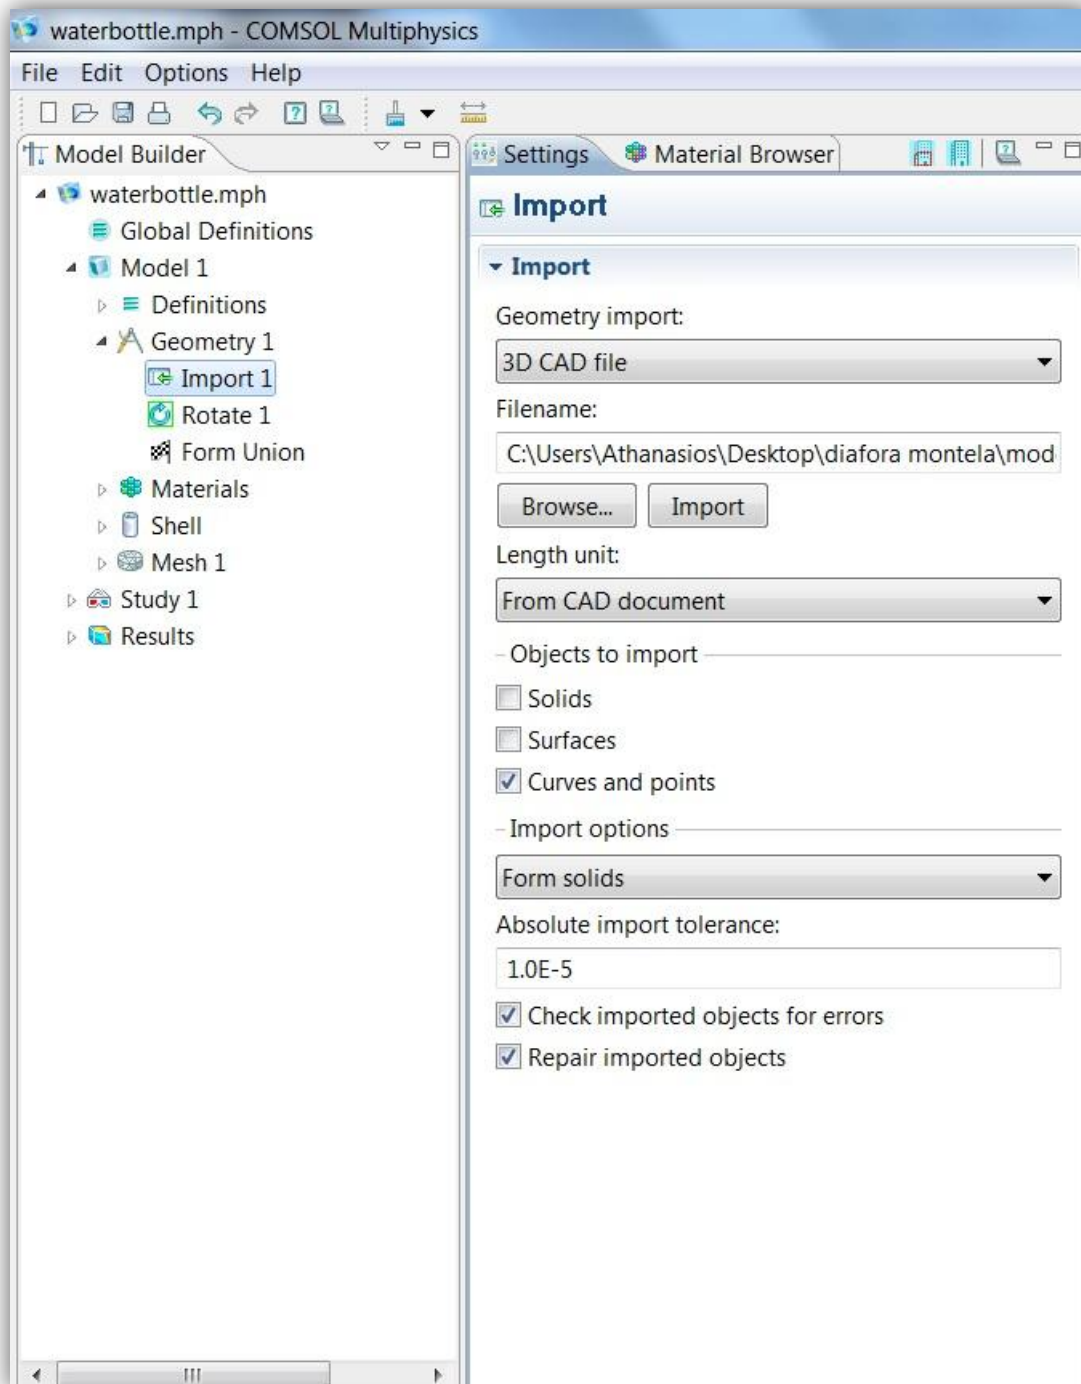 waterbottle.mph - COMSOL Multiphysics
File Edit Options Help
Model Builder
waterbottle.mph
Global Definitions
Model 1
Definitions
Geometry 1
Import 1
Rotate 1
Form Union
Materials
Shell
Mesh 1
Study 1
Results
Settings Material Browser
Import
Import
Geometry import:
3D CAD file
Filename:
C:\Users\Athanasios\Desktop\diafora montela\mod
Browse... Import
Length unit:
From CAD document
Objects to import
Solids
Surfaces
Curves and points
Import options
Form solids
Absolute import tolerance:
1.0E-5
Check imported objects for errors
Repair imported objects